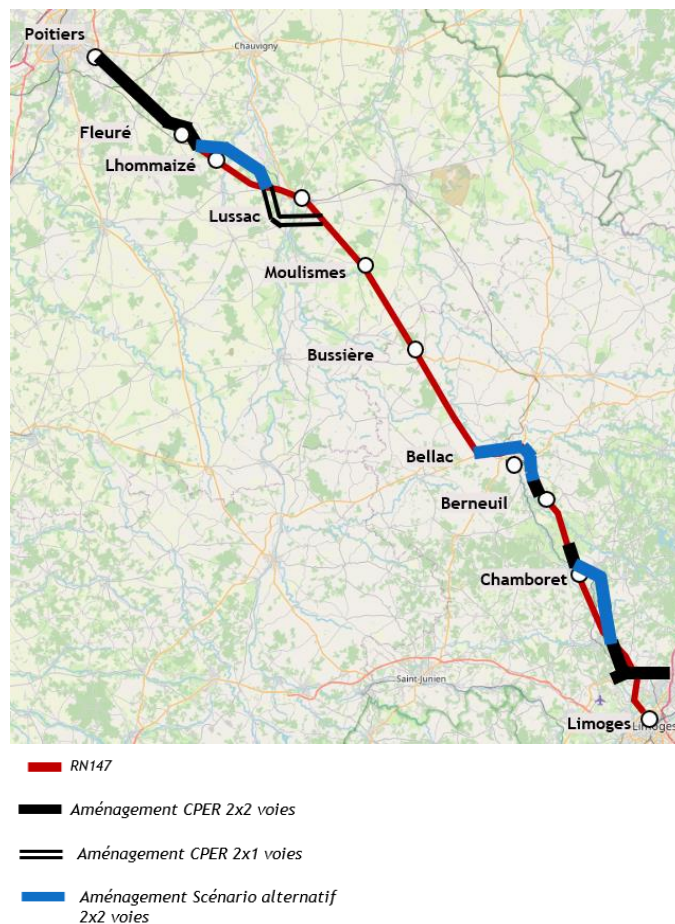 Poitiers
Chauvigny
Fleuré
Lhommaizé
Lussac
Moulismes
Bussière
Bellac
Berneuil
Chamboret
Saint-Junien
Limoges
Limoges
RN147
Aménagement CPER 2x2 voies
Aménagement CPER 2x1 voies
Aménagement Scénario alternatif
2x2 voies